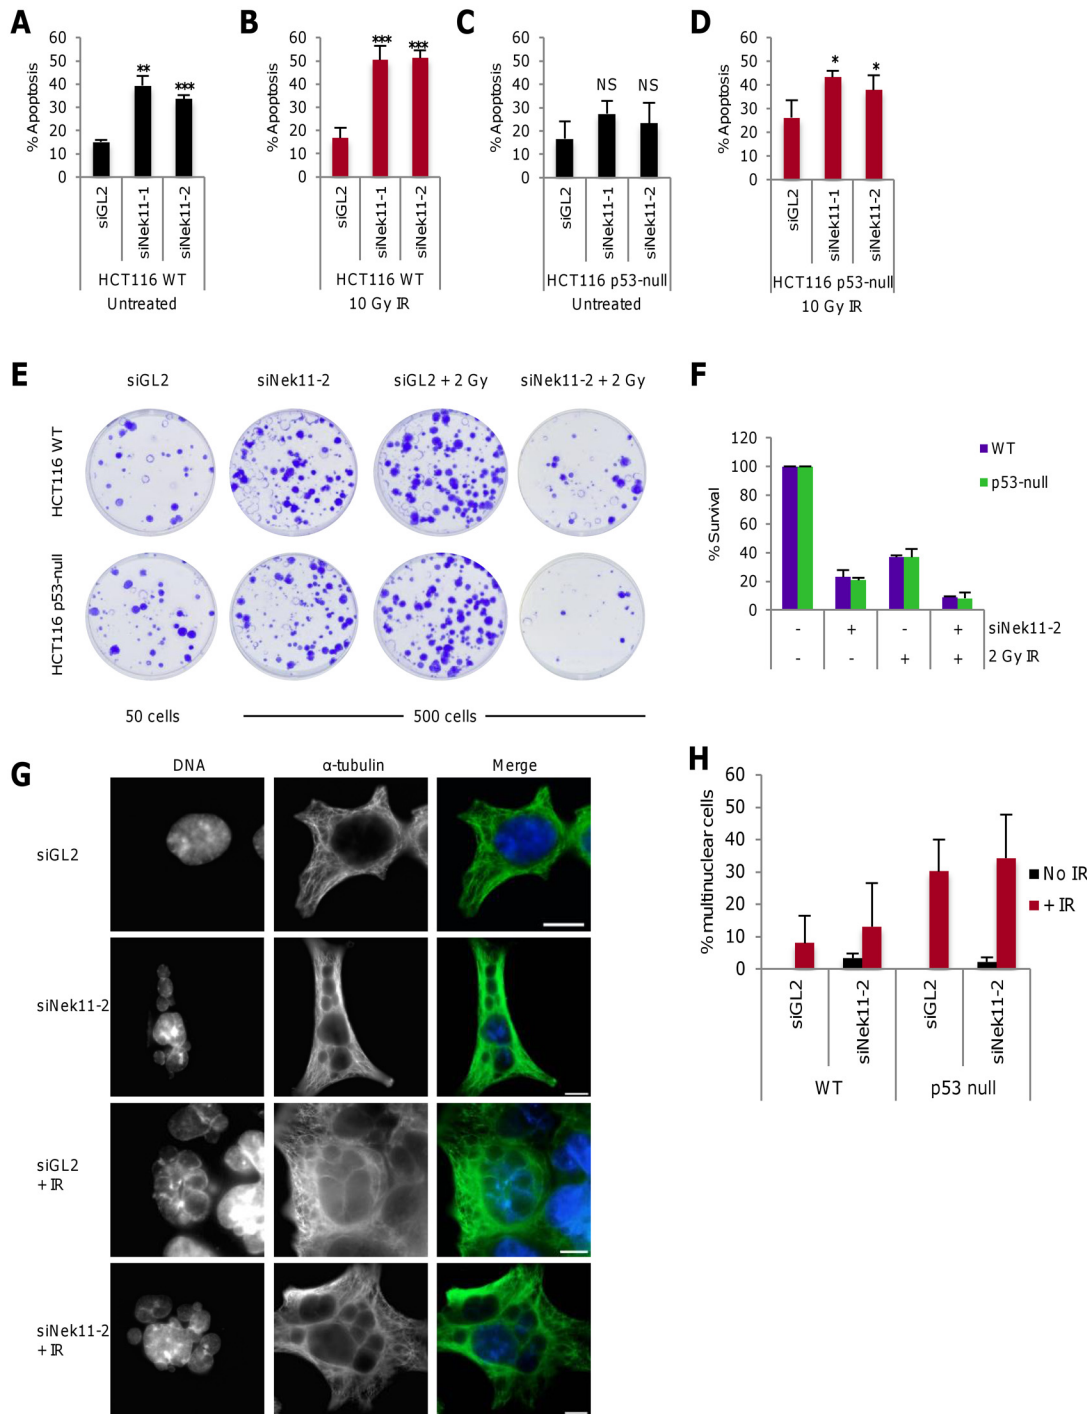 A
60
50
40
30
20
10
0
% Apoptosis
**
***
siGL2
siNek11-1
siNek11-2
HCT116 WT
Untreated
B
60
50
40
30
20
10
0
% Apoptosis
***
***
siGL2
siNek11-1
siNek11-2
HCT116 WT
10 Gy IR
C
60
50
40
30
20
10
0
% Apoptosis
NS
NS
siGL2
siNek11-1
siNek11-2
HCT116 p53-null
Untreated
D
60
50
40
30
20
10
0
% Apoptosis
*
*
siGL2
siNek11-1
siNek11-2
HCT116 p53-null
10 Gy IR
E
siGL2
siNek11-2
siGL2 + 2 Gy
siNek11-2 + 2 Gy
HCT116 WT
HCT116 p53-null
50 cells
500 cells
F
120
100
80
60
40
20
0
% Survival
WT
p53-null
- + - + siNek11-2
- - + + 2 Gy IR
G
DNA
α-tubulin
Merge
siGL2
siNek11-2
siGL2
+ IR
siNek11-2
+ IR
H
60
50
40
30
20
10
0
% multinuclear cells
No IR
+ IR
siGL2
siNek11-2
siGL2
siNek11-2
WT
p53 null